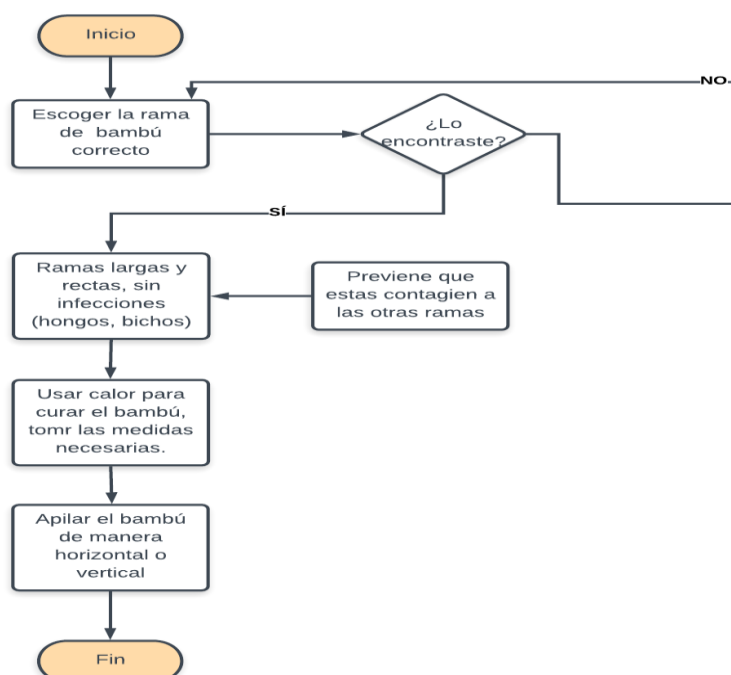 Inicio
NO
Escoger la rama
de bambú
correcto
¿Lo
encontraste?
SÍ
Ramas largas y
rectas, sin
infecciones
(hongos, bichos)
Previene que
estas contagien a
las otras ramas
Usar calor para
curar el bambú,
tomr las medidas
necesarias.
Apilar el bambú
de manera
horizontal o
vertical
Fin